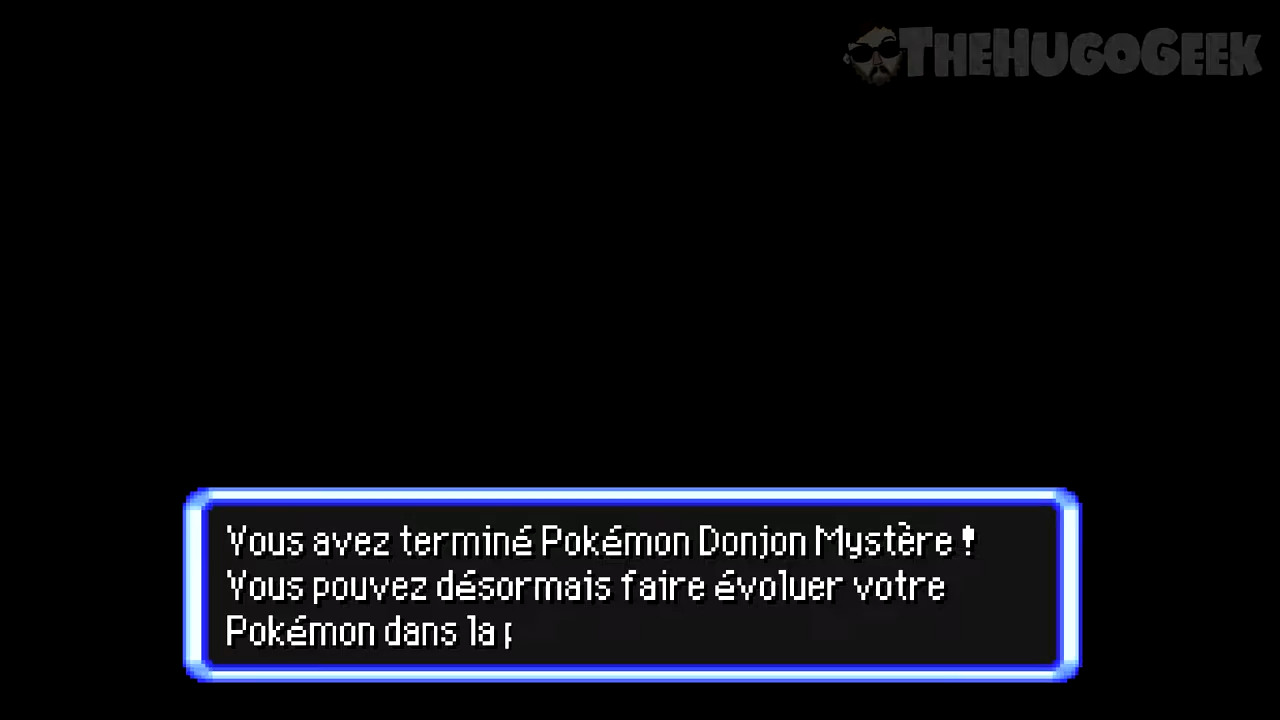 THEHUGOGEEK
Vous avez terminé Pokémon Donjon Mystère !
Vous pouvez désormais faire évoluer votre
Pokémon dans la